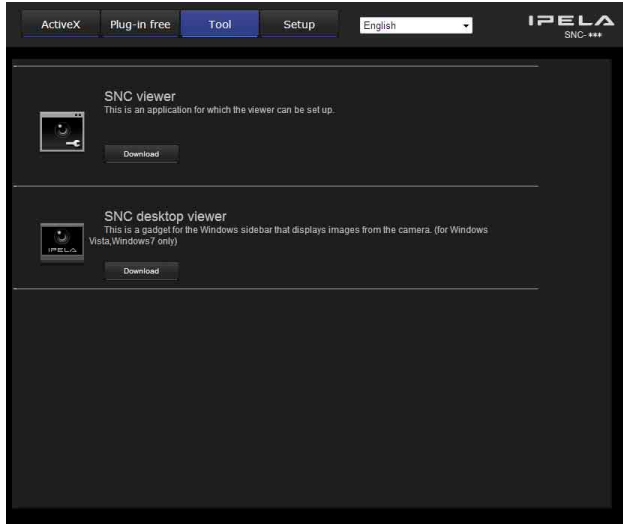 ActiveX Plug-in free Tool Setup English IPELA
SNC-***
SNC viewer
This is an application for which the viewer can be set up.
Download
SNC desktop viewer
This is a gadget for the Windows sidebar that displays images from the camera. (for Windows
Vista,Windows7 only)
IPELA
Download